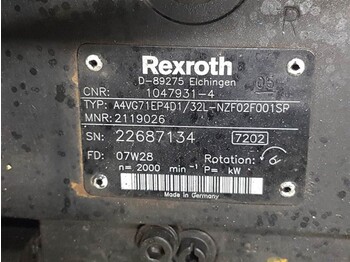 Rexroth
D-89275 Elchingen
CNR: 1047931-4
TYP: A4VG71EP4D1/32L-NZF02F001SP
MNR: 2119026
SN: 22687134 7202
FD: 07W28 Rotation:
n= 2000 min⁻¹ P= kW
Made in Germany